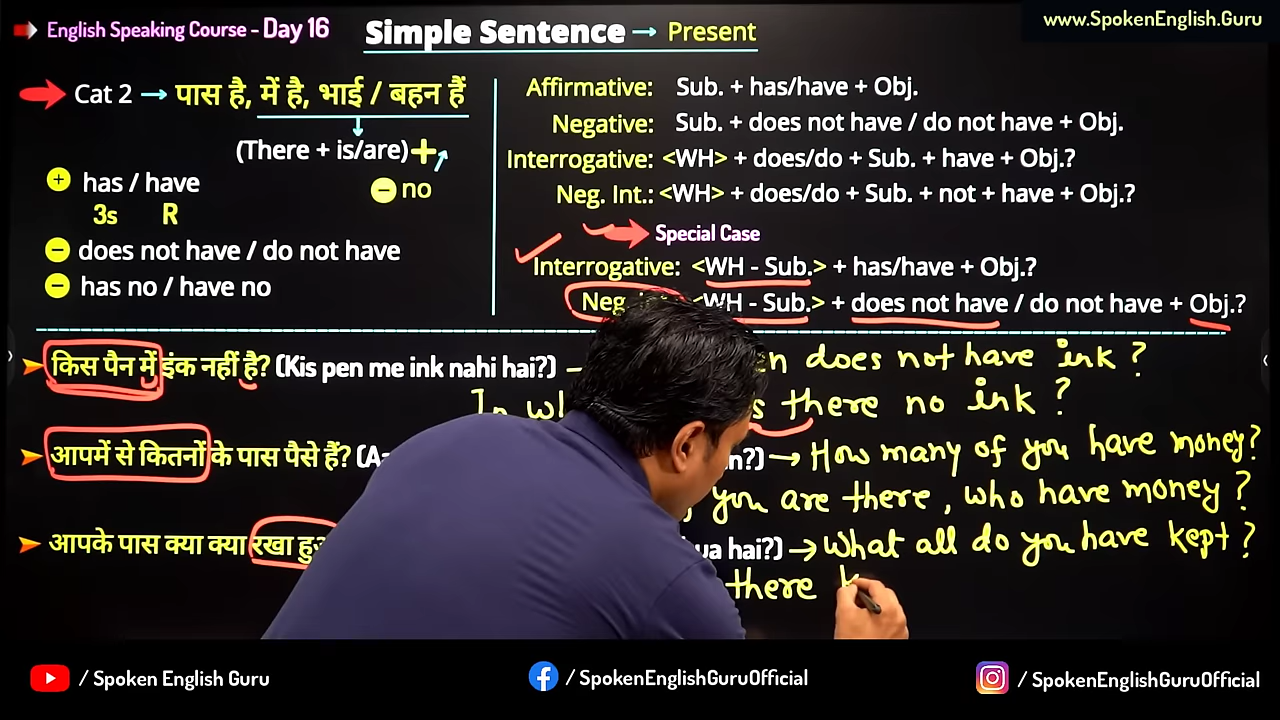 English Speaking Course - Day 16
Simple Sentence → Present
www.SpokenEnglish.Guru
Cat 2 → पास है, में है, भाई / बहन हैं
(There + is/are) +
− no
+ has / have
3s R
− does not have / do not have
− has no / have no
Affirmative: Sub. + has/have + Obj.
Negative: Sub. + does not have / do not have + Obj.
Interrogative: <WH> + does/do + Sub. + have + Obj.?
Neg. Int.: <WH> + does/do + Sub. + not + have + Obj.?
Special Case
Interrogative: <WH - Sub.> + has/have + Obj.?
<WH - Sub.> + does not have / do not have + Obj.?
किस पैन में इंक नहीं है? (Kis pen me ink nahi hai?) – does not have ink ?
In there no ink ?
आपमें से कितनों के पास पैसे हैं? → How many of you have money?
you are there, who have money ?
आपके पास क्या क्या रखा hai?) → What all do you have kept ?
there
/ Spoken English Guru
/ SpokenEnglishGuruOfficial
/ SpokenEnglishGuruOfficial